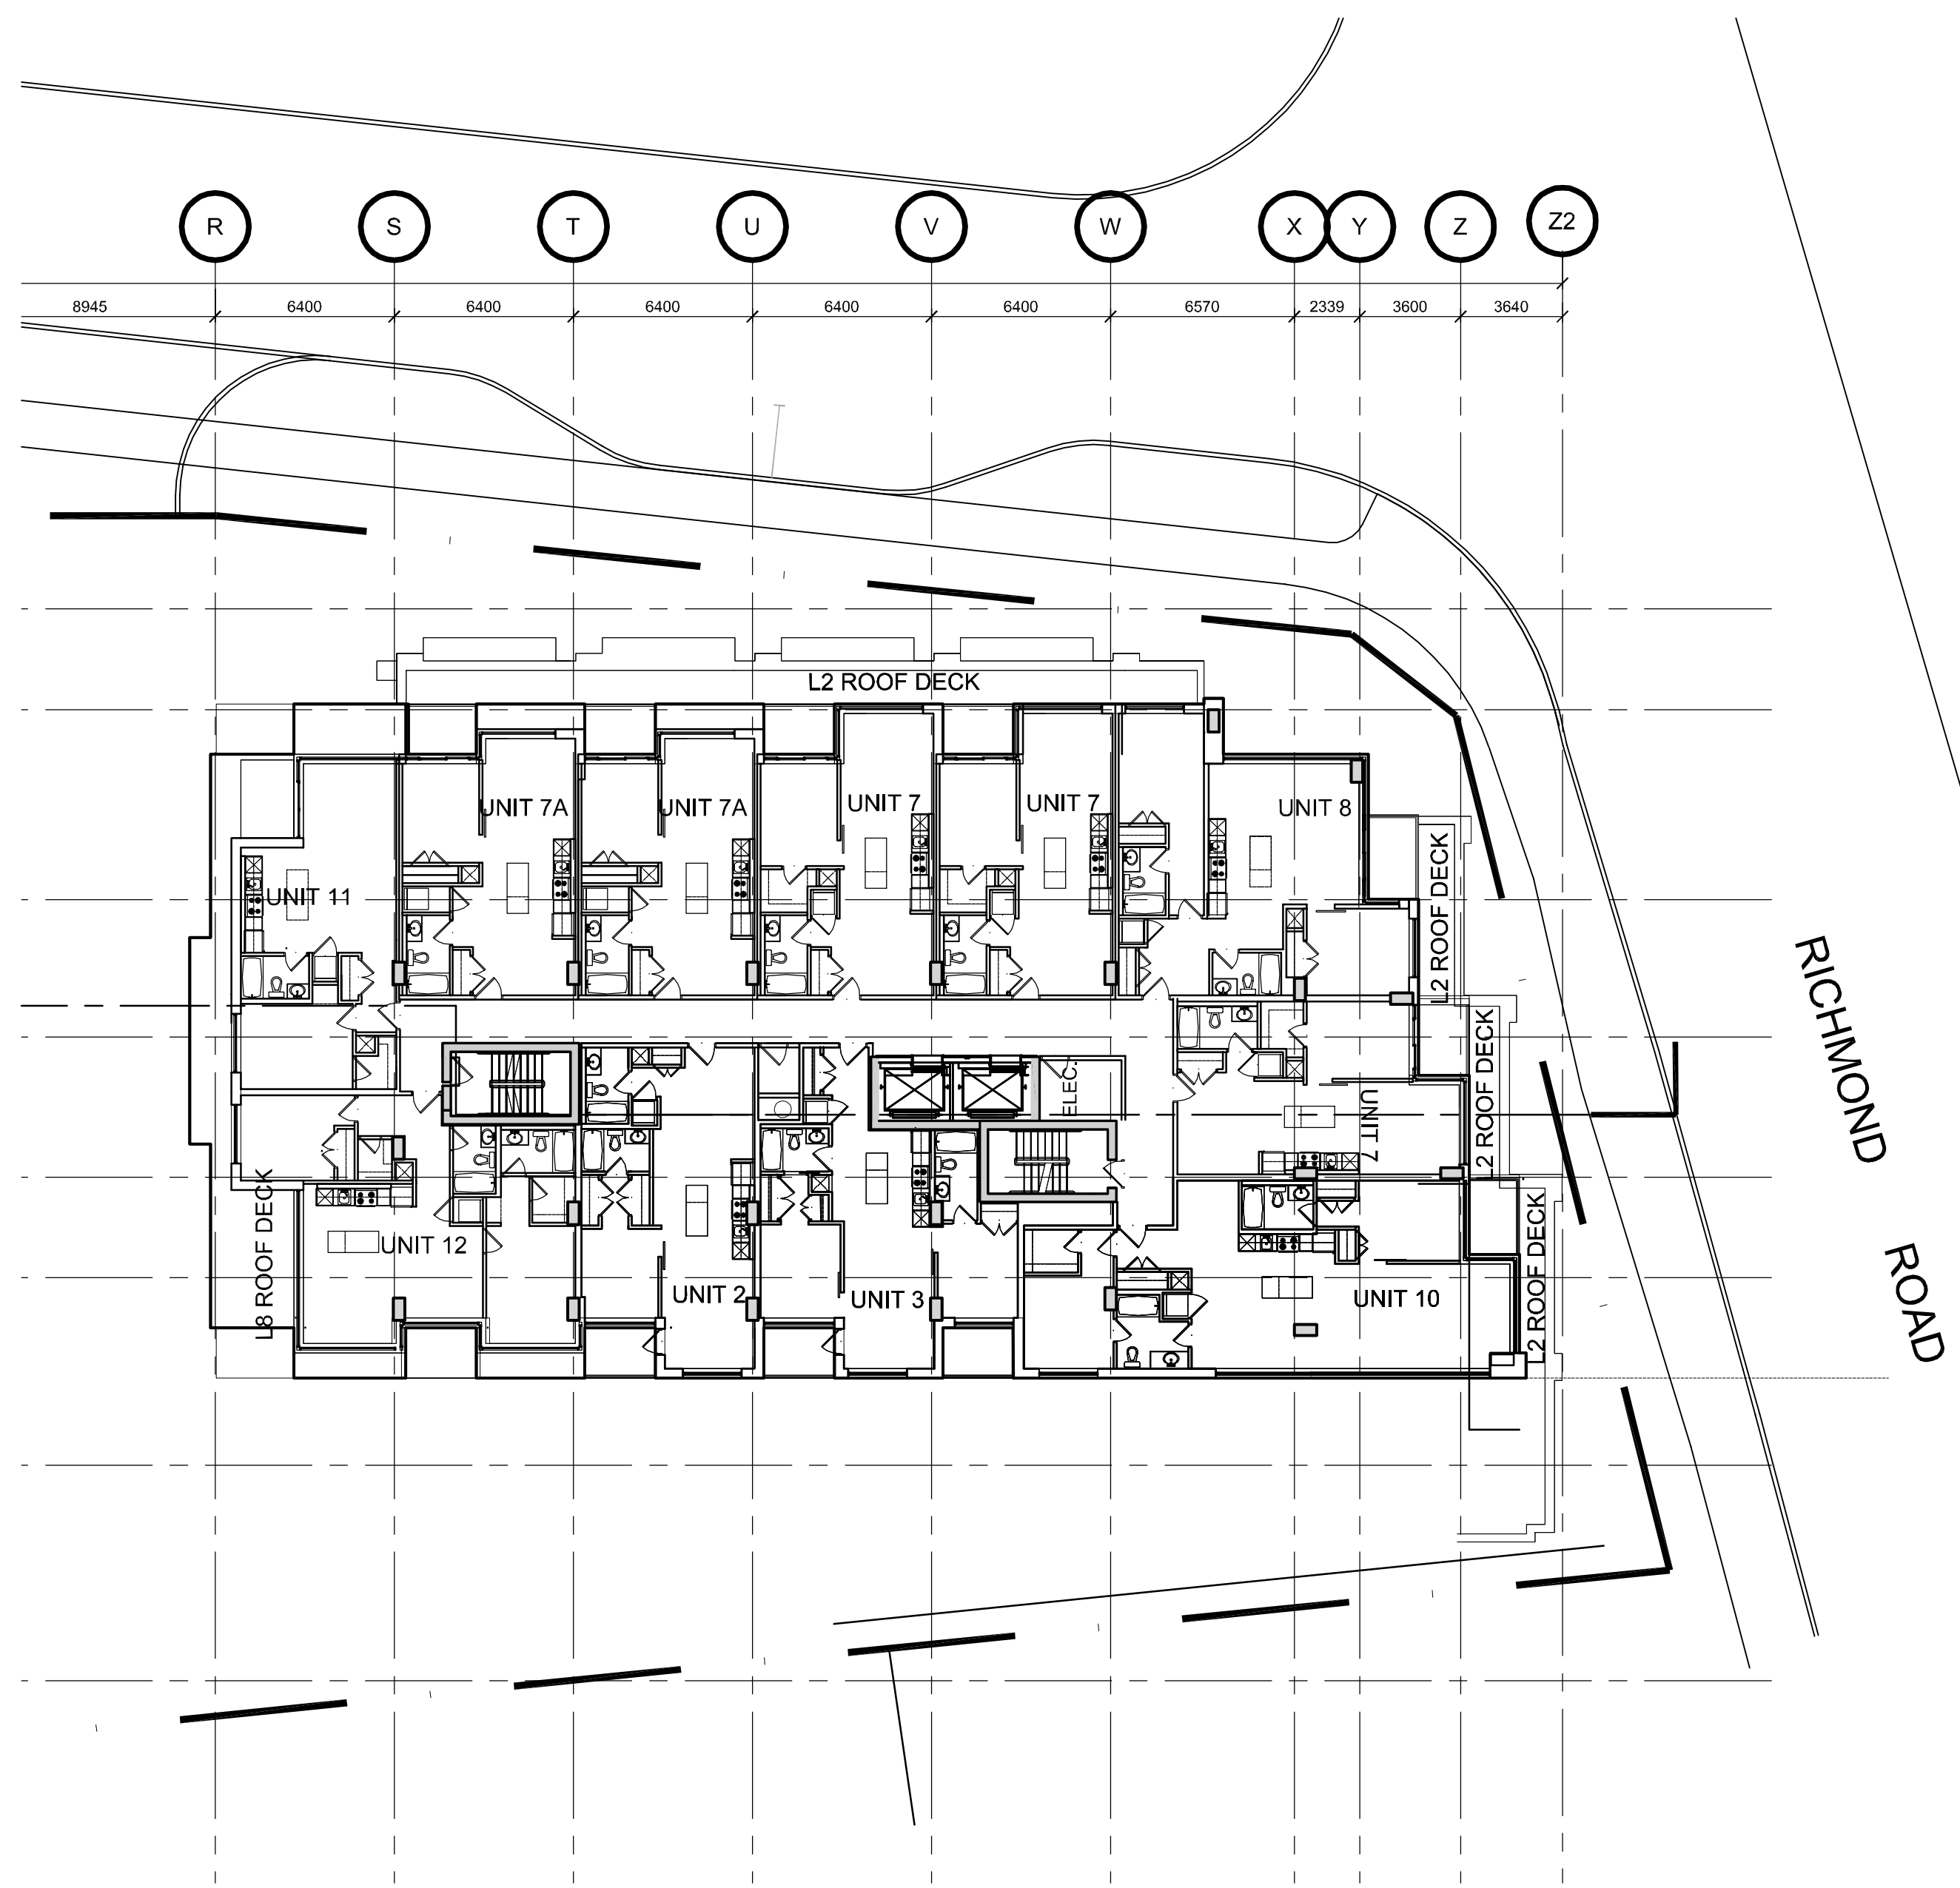 R S T U V W X Y Z Z2
8945 6400 6400 6400 6400 6400 6570 2339 3600 3640
L2 ROOF DECK
UNIT 7A
UNIT 7A
UNIT 7
UNIT 7
UNIT 8
UNIT 11
L2 ROOF DECK
RICHMOND
ROAD
ELEC.
UNIT 7
L2 ROOF DECK
L8 ROOF DECK
UNIT 12
UNIT 2
UNIT 3
UNIT 10
L2 ROOF DECK